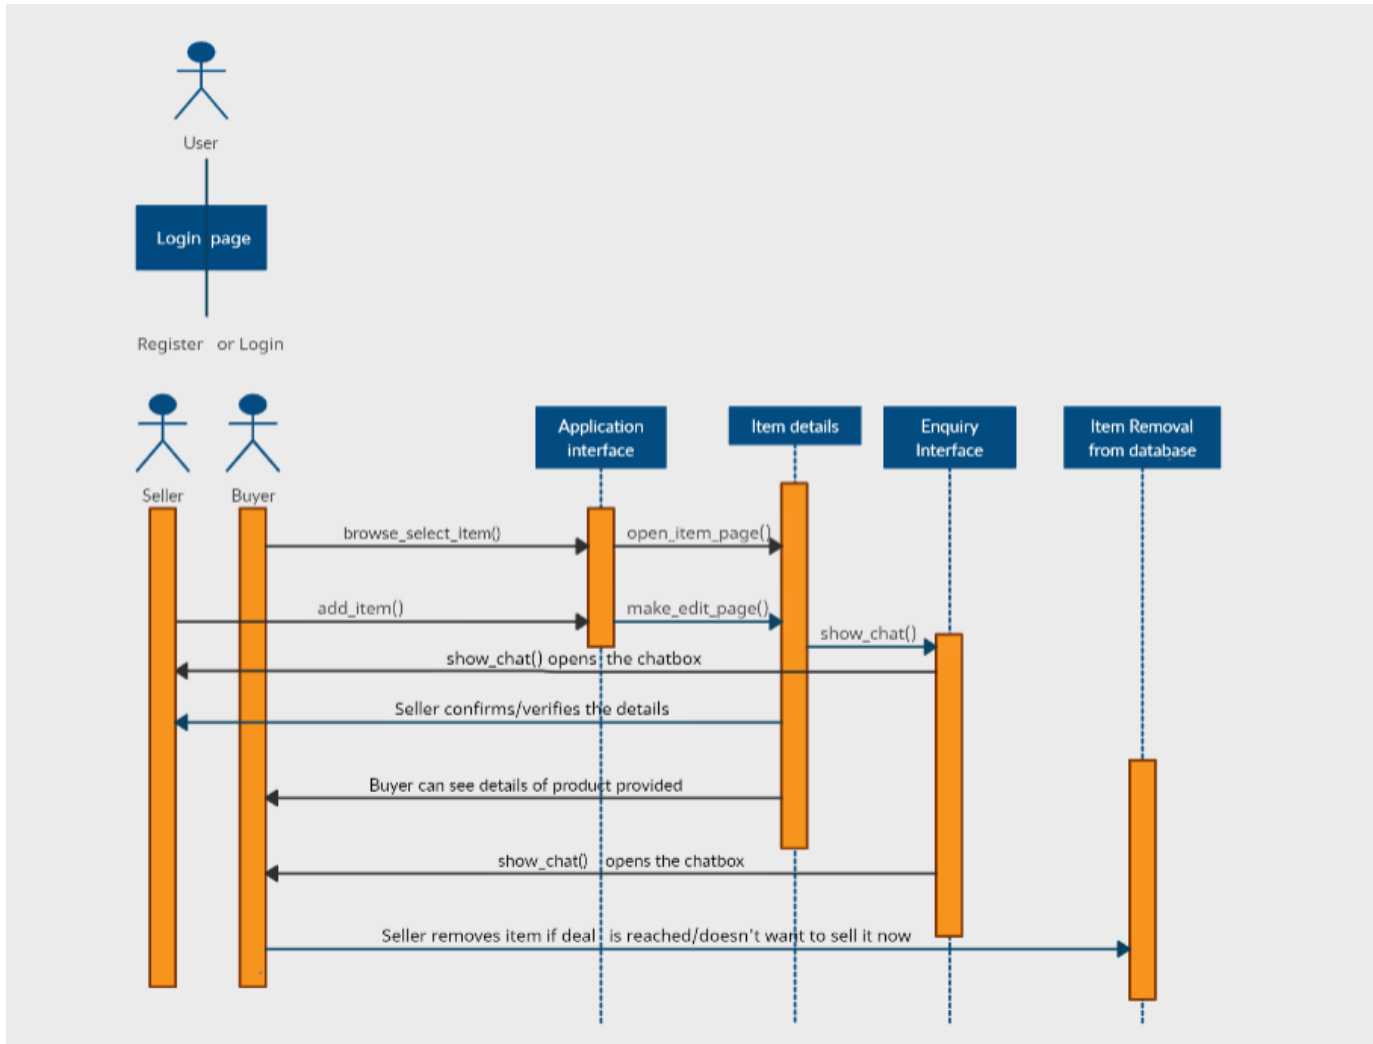 User
Login page
Register or Login
Seller
Buyer
Application
interface
Item details
Enquiry
Interface
Item Removal
from database
browse_select_item()
open_item_page()
add_item()
make_edit_page()
show_chat()
show_chat() opens the chatbox
Seller confirms/verifies the details
Buyer can see details of product provided
show_chat() opens the chatbox
Seller removes item if deal is reached/doesn't want to sell it now